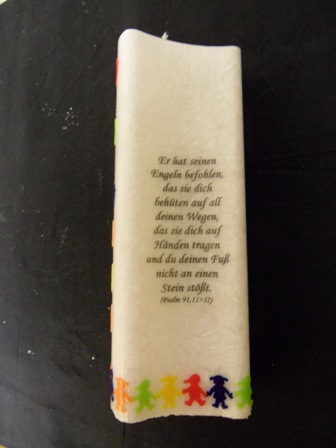 Er hat seinen
Engeln befohlen,
das sie dich
behüten auf all
deinen Wegen,
das sie dich auf
Händen tragen
und du deinen Fuß
nicht an einen
Stein stößt.
(Psalm 91,11+12)